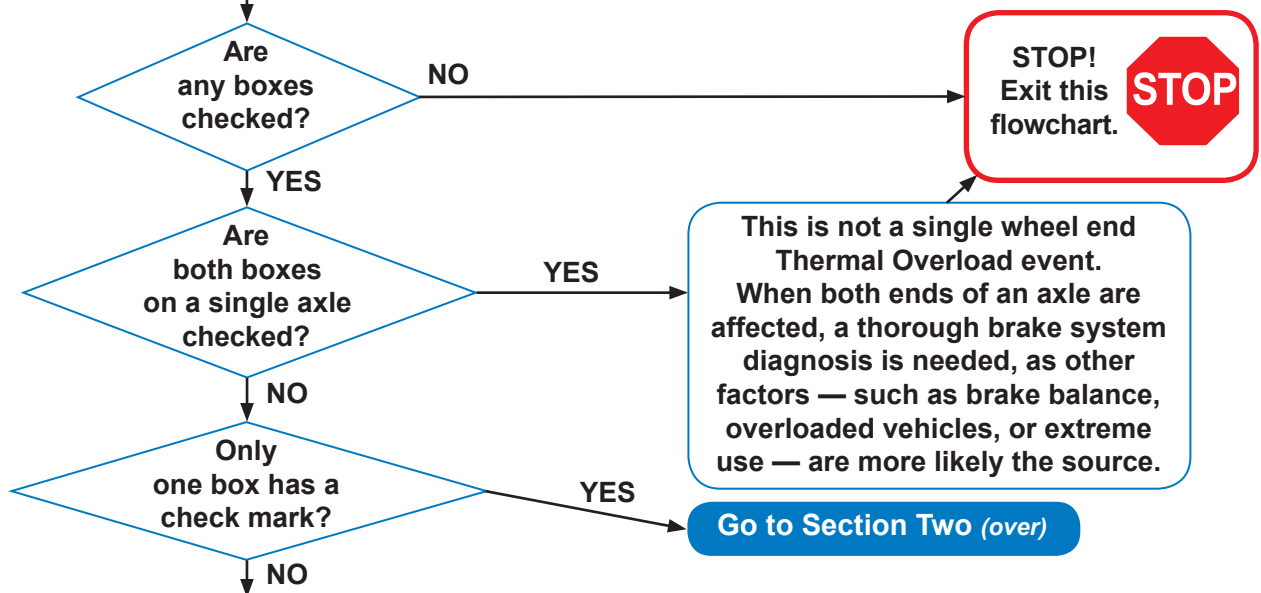 Are
any boxes
checked?
NO
STOP!
Exit this
flowchart.
STOP
YES
Are
both boxes
on a single axle
checked?
YES
This is not a single wheel end
Thermal Overload event.
When both ends of an axle are
affected, a thorough brake system
diagnosis is needed, as other
factors — such as brake balance,
overloaded vehicles, or extreme
use — are more likely the source.
NO
Only
one box has a
check mark?
YES
Go to Section Two (over)
NO